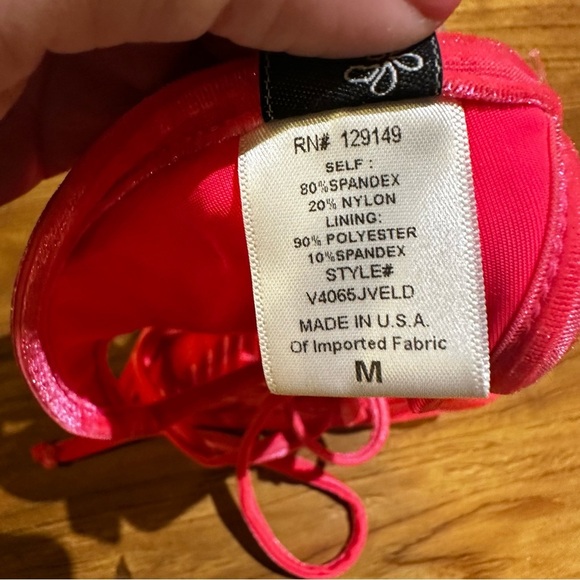 RN# 129149
SELF :
80%SPANDEX
20% NYLON
LINING:
90% POLYESTER
10%SPANDEX
STYLE#
V4065JVELD
MADE IN U.S.A.
Of Imported Fabric
M